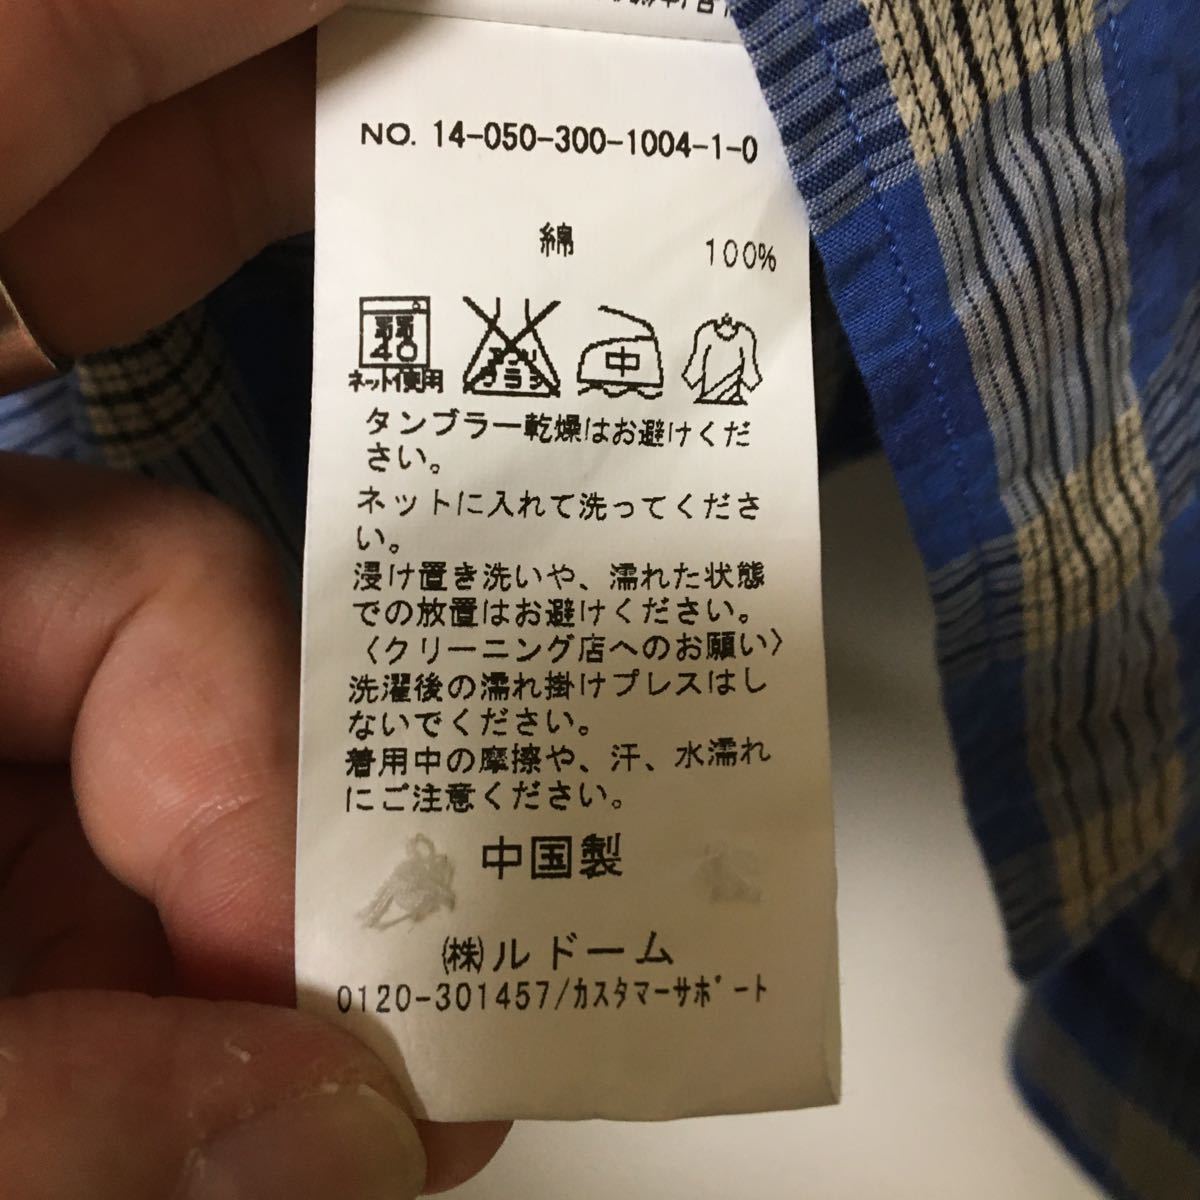 NO. 14-050-300-1004-1-0
綿 100%
弱
40
ネット使用
エンソ
サラシ
中
タンブラー乾燥はお避けくだ
さい。
ネットに入れて洗ってくださ
い。
浸け置き洗いや、濡れた状態
での放置はお避けください。
〈クリーニング店へのお願い〉
洗濯後の濡れ掛けプレスはし
ないでください。
着用中の摩擦や、汗、水濡れ
にご注意ください。
中国製
(株)ルドーム
0120-301457/カスタマーサポート